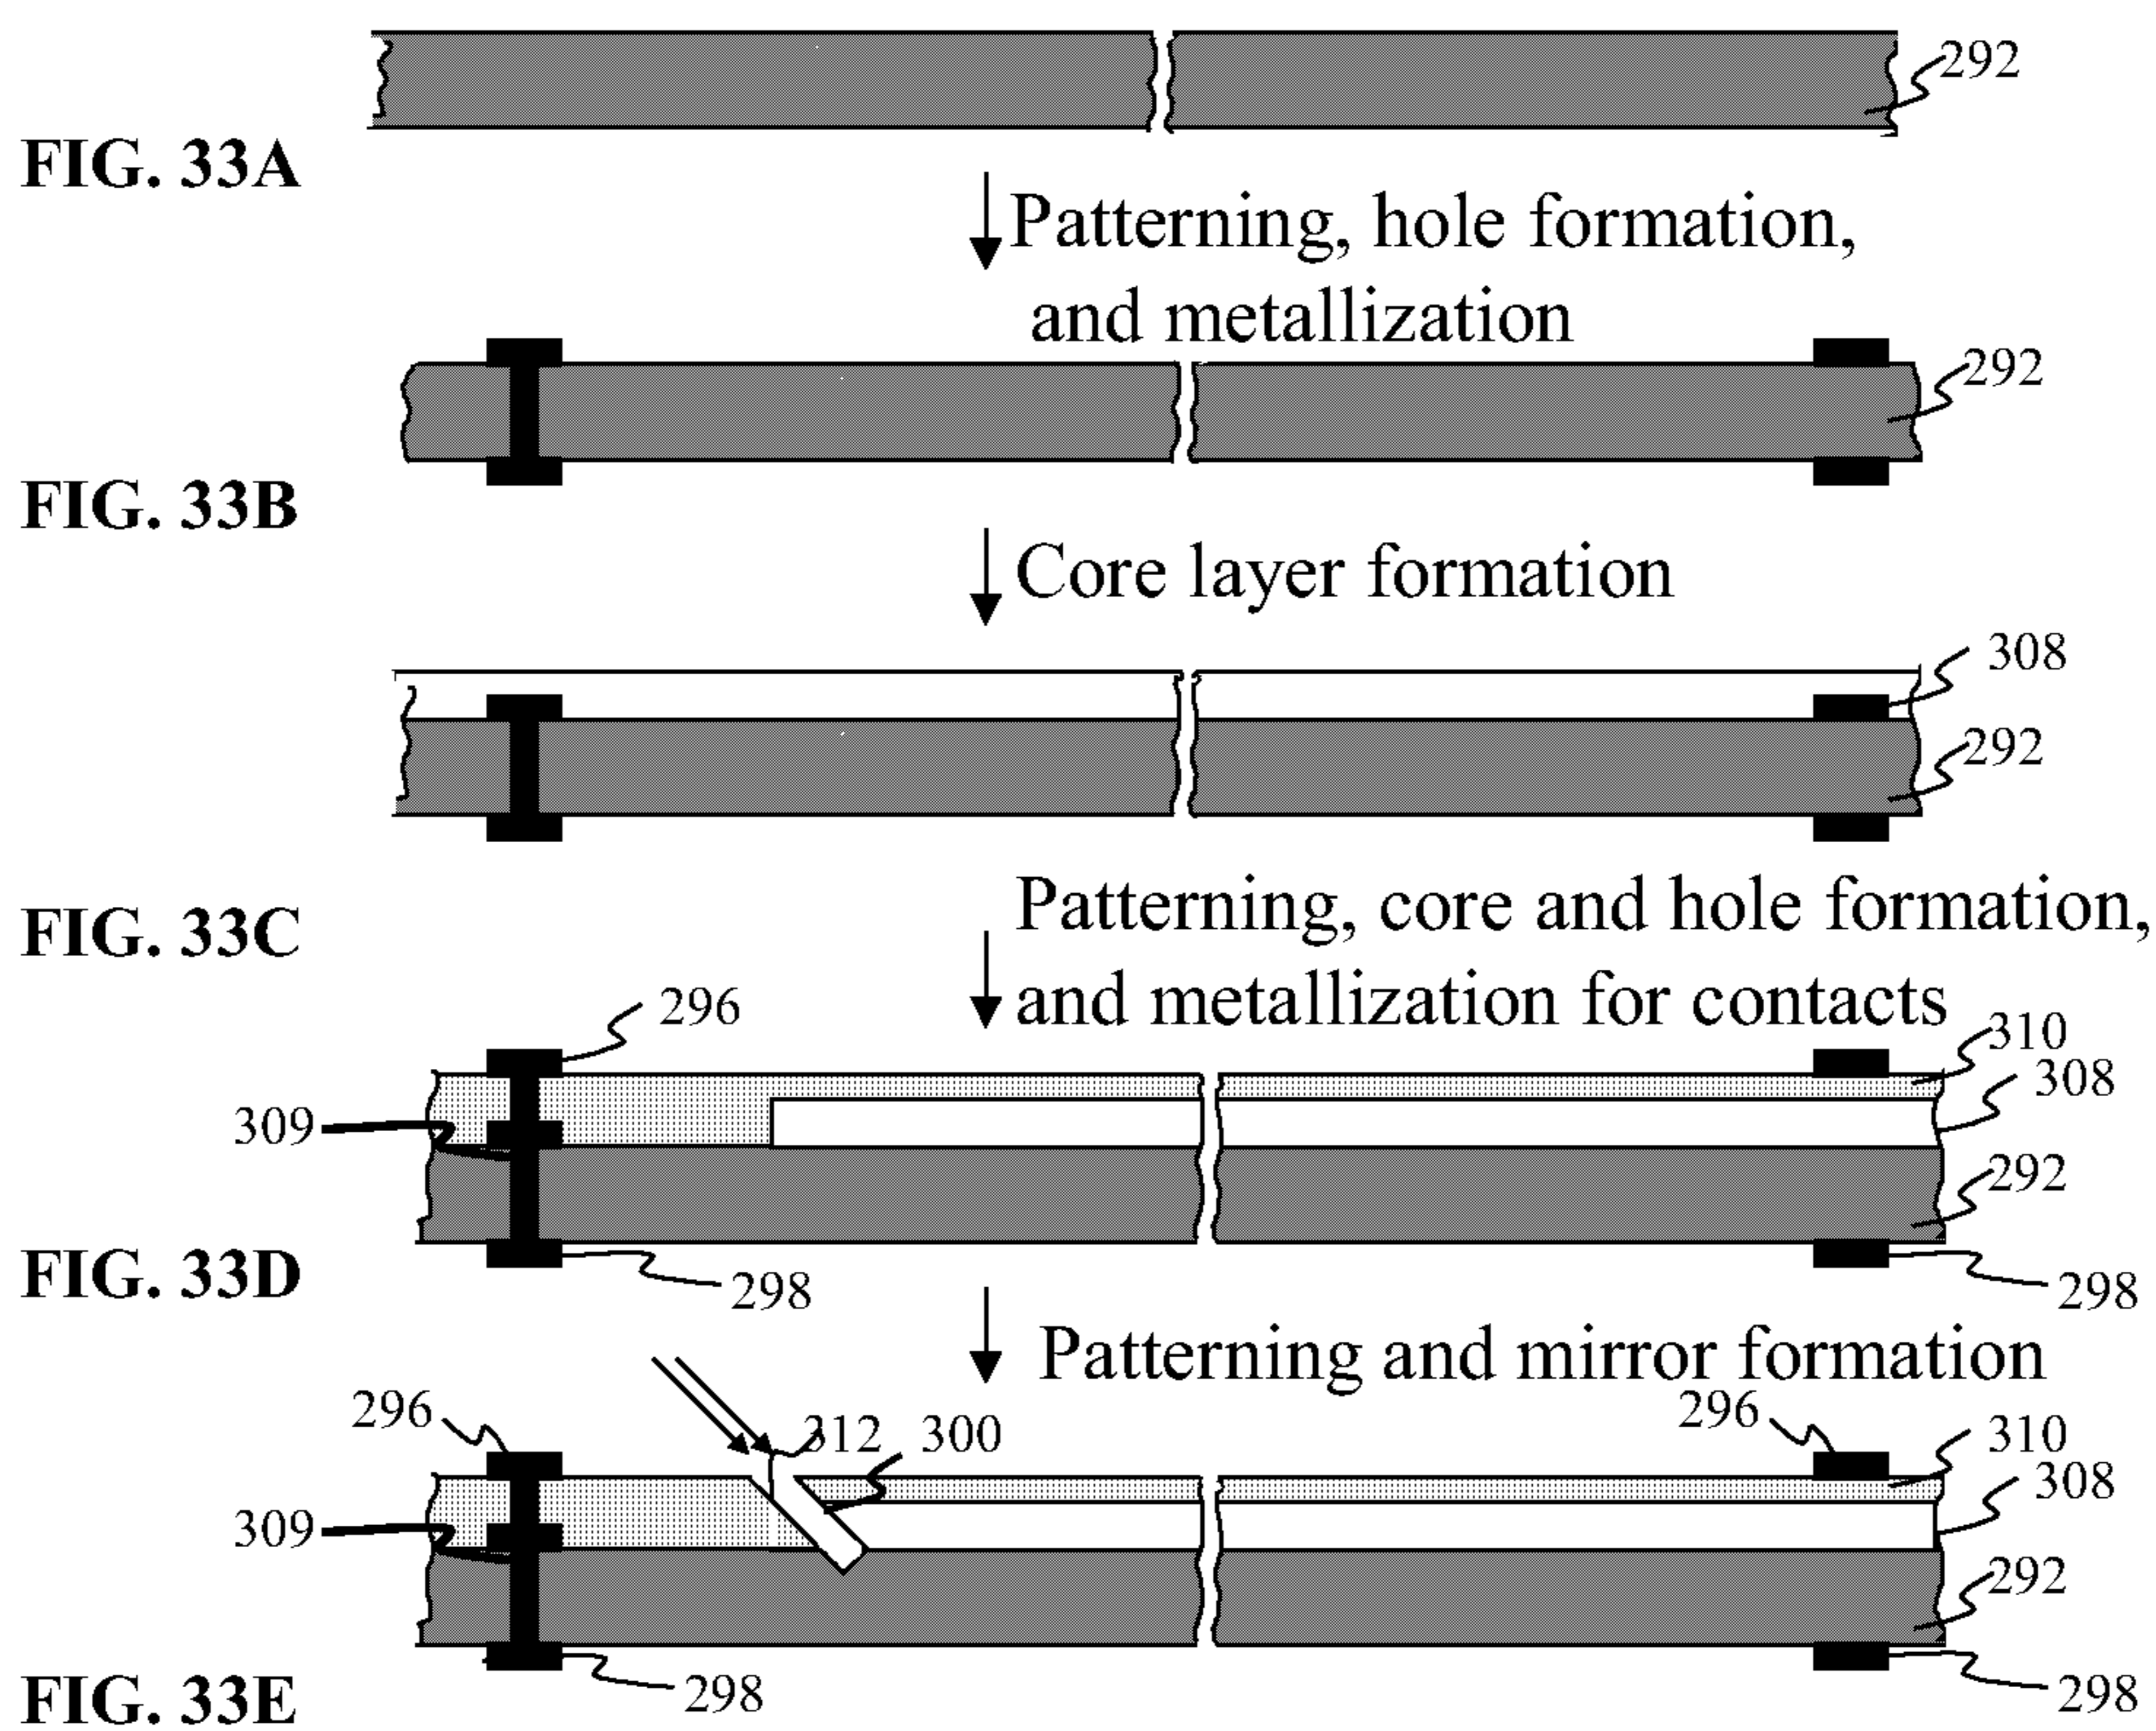 292
FIG. 33A
Patterning, hole formation,
and metallization
292
FIG. 33B
Core layer formation
308
292
FIG. 33C
Patterning, core and hole formation,
and metallization for contacts
296
310
308
309
292
FIG. 33D
298
298
Patterning and mirror formation
296
312
300
296
310
308
309
292
FIG. 33E
298
298